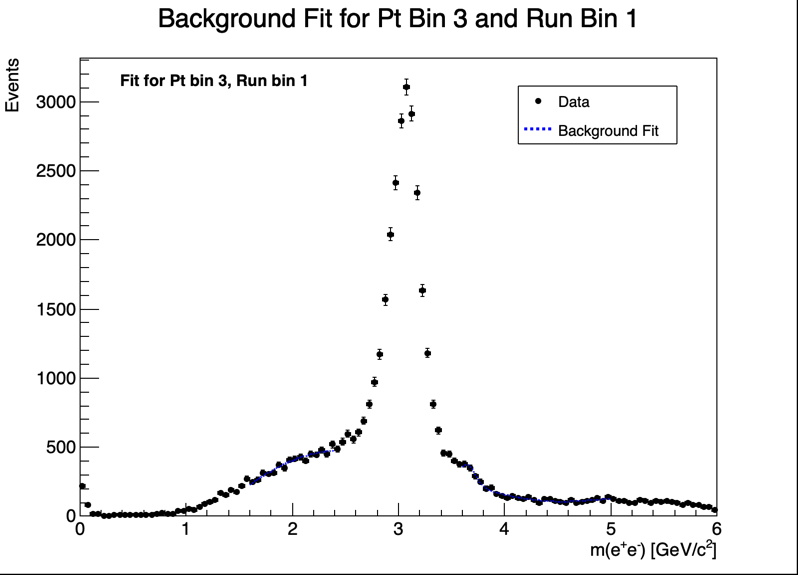 Background Fit for Pt Bin 3 and Run Bin 1
Events
Fit for Pt bin 3, Run bin 1
Data
Background Fit
3000
2500
2000
1500
1000
500
0
0 1 2 3 4 5 6
m(e⁺e⁻) [GeV/c²]